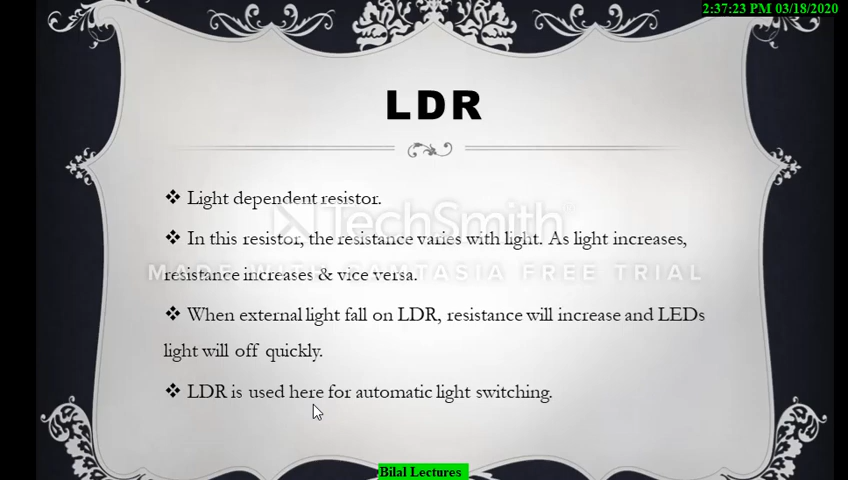 2:37:23 PM 03/18/2020
LDR
❖ Light dependent resistor.
TechSmith
❖ In this resistor, the resistance varies with light. As light increases,
MADE WITH CAMTASIA FREE TRIAL
resistance increases & vice versa.
❖ When external light fall on LDR, resistance will increase and LEDs
light will off quickly.
❖ LDR is used here for automatic light switching.
Bilal Lectures